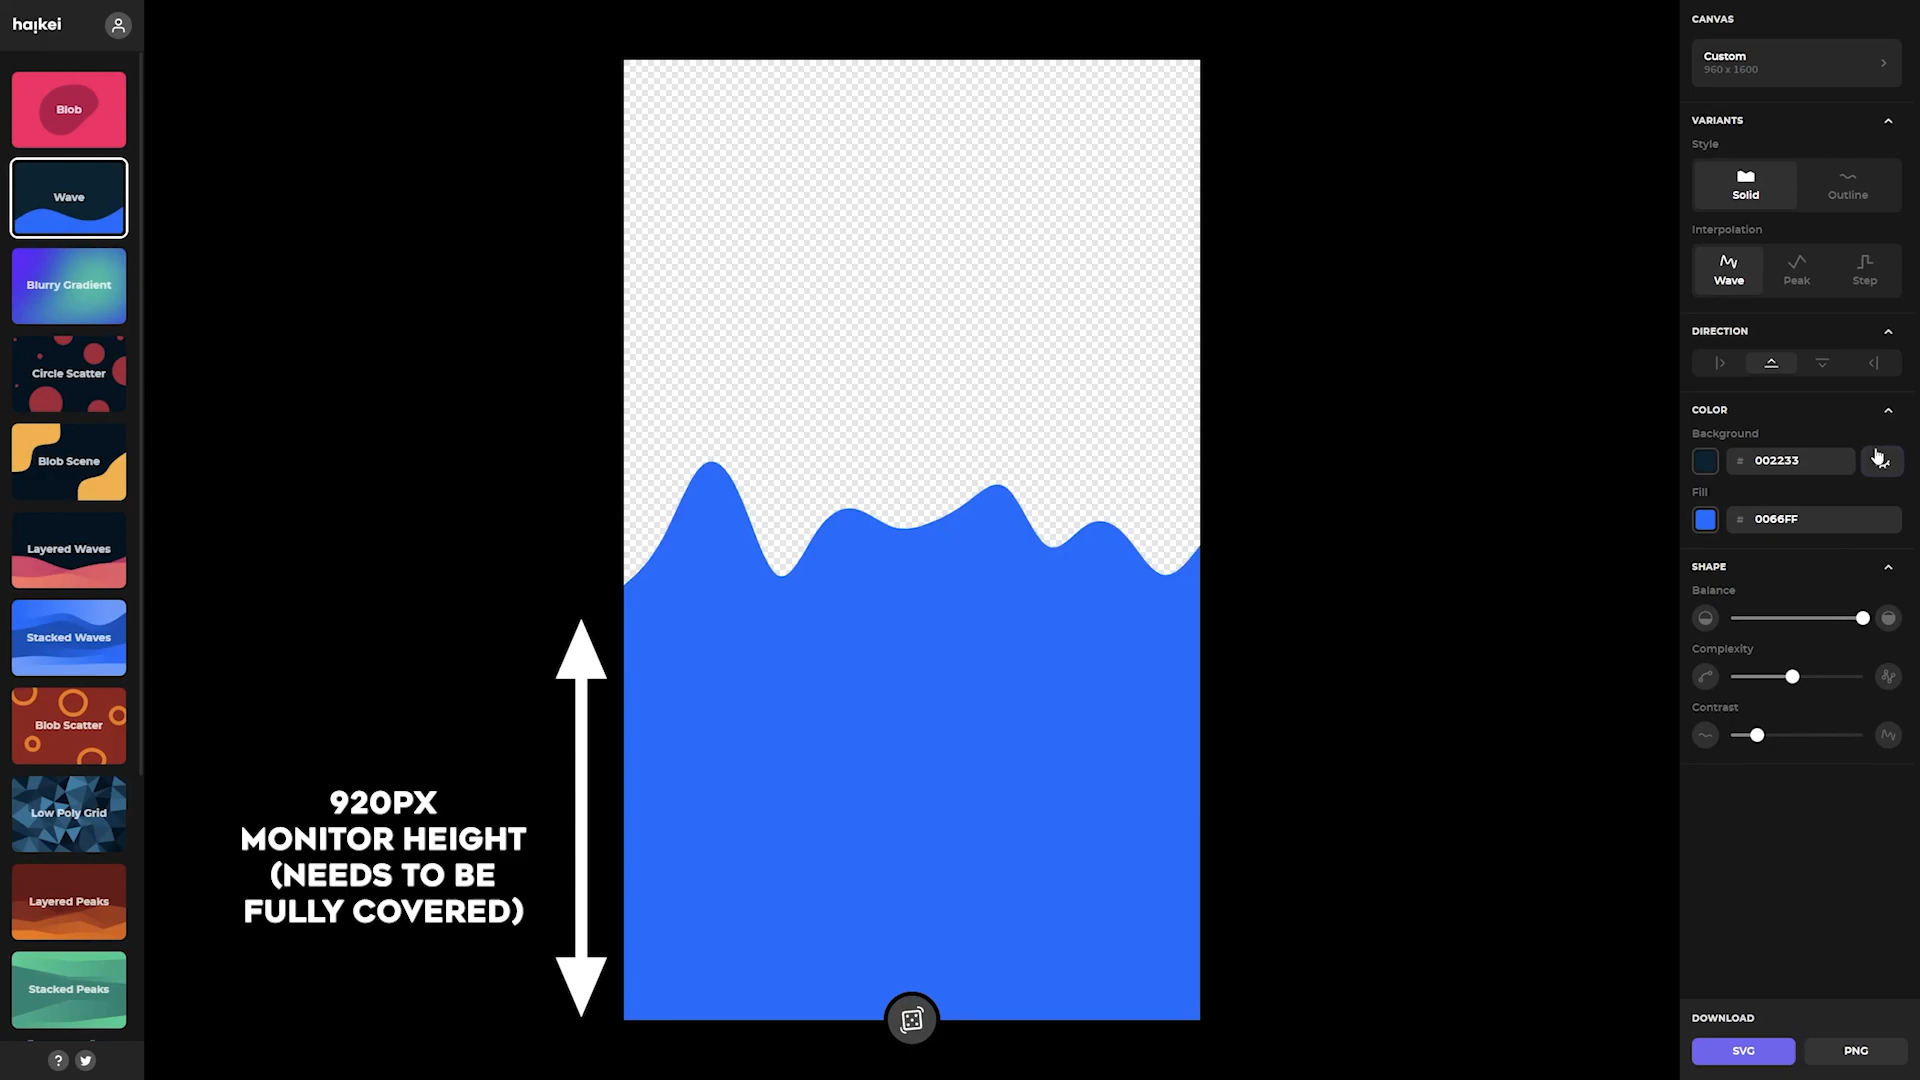 haikei
Blob
Wave
Blurry Gradient
Circle Scatter
Blob Scene
Layered Waves
Stacked Waves
Blob Scatter
Low Poly Grid
Layered Peaks
Stacked Peaks
?
920PX
MONITOR HEIGHT
(NEEDS TO BE
FULLY COVERED)
CANVAS
Custom
960 x 1600
VARIANTS
Style
Solid
Outline
Interpolation
Wave
Peak
Step
DIRECTION
COLOR
Background
# 002233
Fill
# 0066FF
SHAPE
Balance
Complexity
Contrast
DOWNLOAD
SVG
PNG